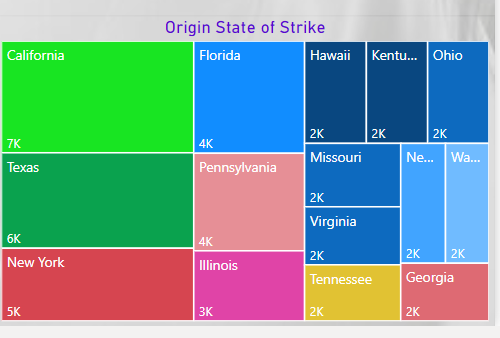 Origin State of Strike
California
7K
Texas
6K
New York
5K
Florida
4K
Pennsylvania
4K
Illinois
3K
Hawaii
2K
Kentu...
2K
Ohio
2K
Missouri
2K
Virginia
2K
Tennessee
2K
Ne...
2K
Wa...
2K
Georgia
2K